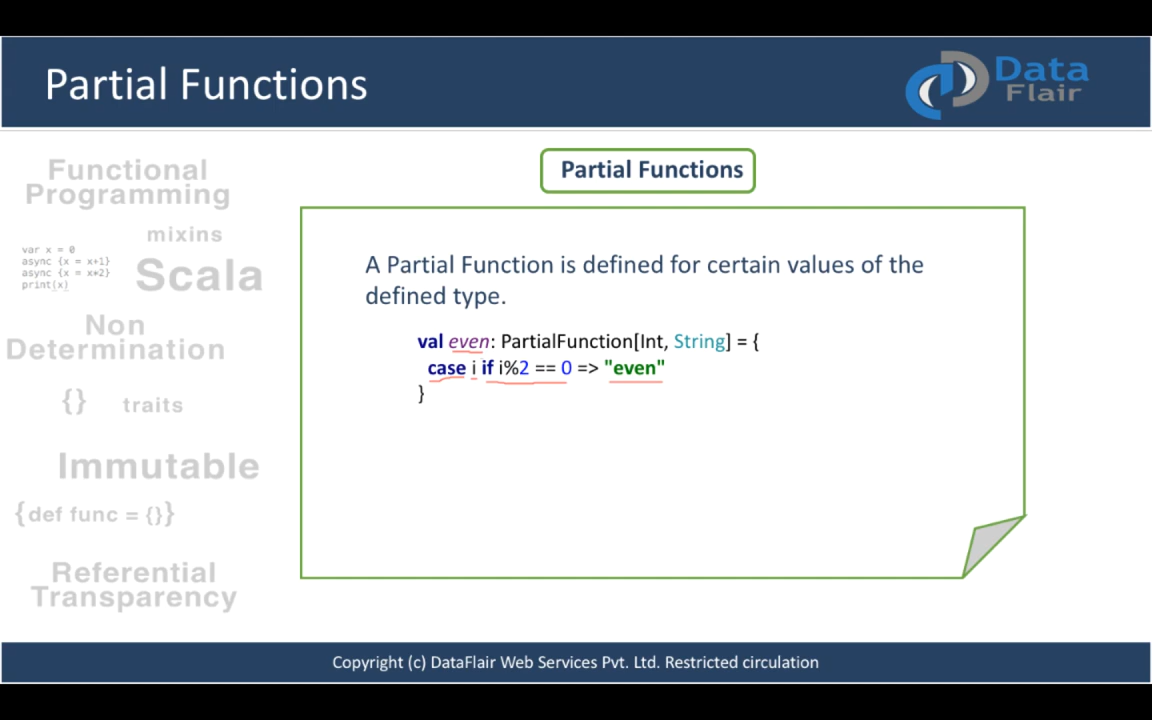 Partial Functions
Data
Flair
Functional
Programming
mixins
var x = 0
async {x = x+1}
async {x = x*2}
print(x)
Scala
Non
Determination
{}
traits
Immutable
{def func = {}}
Referential
Transparency
Partial Functions
A Partial Function is defined for certain values of the
defined type.
val even: PartialFunction[Int, String] = {
case i if i%2 == 0 => "even"
}
Copyright (c) DataFlair Web Services Pvt. Ltd. Restricted circulation